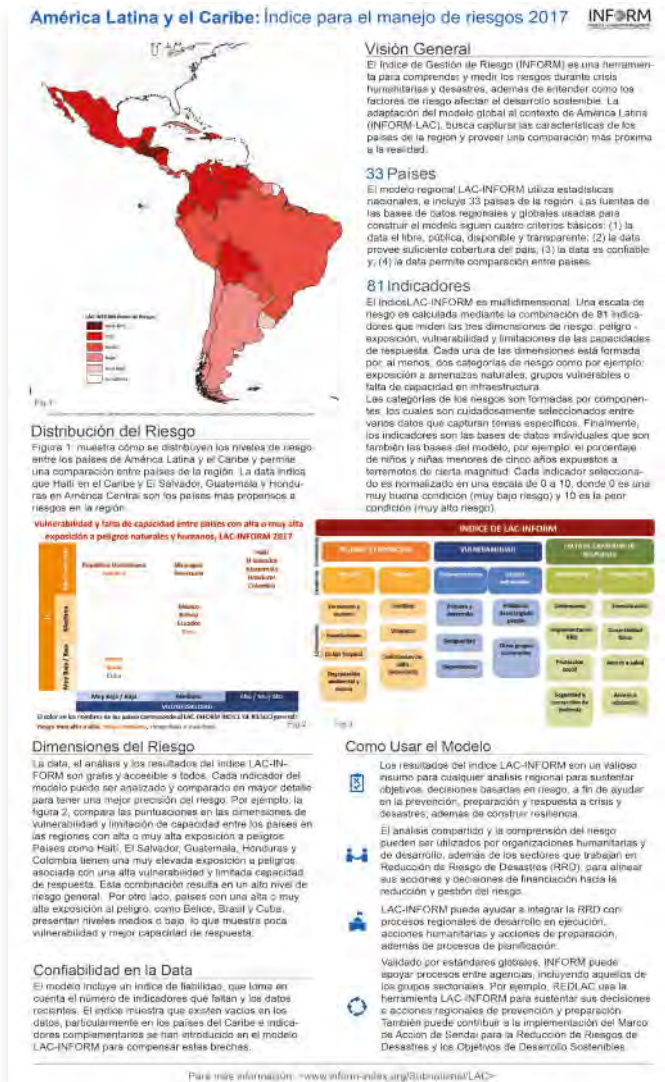 América Latina y el Caribe: Índice para el manejo de riesgos 2017
INFORM
Visión General
El Índice de Gestión de Riesgo (INFORM) es una herramien-
ta para comprender y medir los riesgos durante crisis
humanitarias y desastres, además de entender como los
factores de riesgo afectan el desarrollo sostenible. La
adaptación del modelo global al contexto de América Latina
(INFORM-LAC), busca capturar las características de los
países de la región y proveer una comparación más próxima
a la realidad.
33 Países
El modelo regional LAC-INFORM utiliza estadísticas
nacionales, e incluye 33 países de la región. Las fuentes de
las bases de datos regionales y globales usadas para
construir el modelo siguen cuatro criterios básicos: (1) la
data el libre, pública, disponible y transparente; (2) la data
provee suficiente cobertura del país; (3) la data es confiable
y, (4) la data permite comparación entre países.
81 Indicadores
El índiceLAC-INFORM es multidimensional. Una escala de
riesgo es calculada mediante la combinación de 81 indica-
dores que miden las tres dimensiones de riesgo: peligro -
exposición, vulnerabilidad y limitaciones de las capacidades
de respuesta. Cada una de las dimensiones está formada
por, al menos, dos categorías de riesgo como por ejemplo:
exposición a amenazas naturales, grupos vulnerables o
falta de capacidad en infraestructura.
Las categorías de los riesgos son formadas por componen-
tes, los cuales son cuidadosamente seleccionados entre
varios datos que capturan temas específicos. Finalmente,
los indicadores son las bases de datos individuales que son
también las bases del modelo, por ejemplo: el porcentaje
de niños y niñas menores de cinco años expuestos a
terremotos de cierta magnitud. Cada indicador selecciona-
do es normalizado en una escala de 0 a 10, donde 0 es una
muy buena condición (muy bajo riesgo) y 10 es la peor
condición (muy alto riesgo).
Fig 1
Distribución del Riesgo
Figura 1: muestra cómo se distribuyen los niveles de riesgo
entre los países de América Latina y el Caribe y permite
una comparación entre países de la región. La data indica
que Haití en el Caribe y El Salvador, Guatemala y Hondu-
ras en América Central son los países más propensos a
riesgos en la región.
Vulnerabilidad y falta de capacidad entre países con alta o muy alta
exposición a peligros naturales y humanos, LAC-INFORM 2017
República Dominicana
Nicaragua
Haití
El Salvador
Guatemala
Honduras
Colombia
México
Ecuador
Cuba
Mediana
Muy Baja / Baja
Muy Baja / Baja
Mediana
Alta / Muy Alta
Fig 2
INDICE DE LAC-INFORM
VULNERABILIDAD
Fig 3
Dimensiones del Riesgo
La data, el análisis y los resultados del índice LAC-IN-
FORM son gratis y accesible a todos. Cada indicador del
modelo puede ser analizado y comparado en mayor detalle
para tener una mejor precisión del riesgo. Por ejemplo, la
figura 2, compara las puntuaciones en las dimensiones de
vulnerabilidad y limitación de capacidad entre los países en
las regiones con alta o muy alta exposición a peligros.
Países como Haití, El Salvador, Guatemala, Honduras y
Colombia tienen una muy elevada exposición a peligros
asociada con una alta vulnerabilidad y limitada capacidad
de respuesta. Esta combinación resulta en un alto nivel de
riesgo general. Por otro lado, países con una alta o muy
alta exposición al peligro, como Belice, Brasil y Cuba,
presentan niveles medios o bajo, lo que muestra poca
vulnerabilidad y mejor capacidad de respuesta.
Confiabilidad en la Data
El modelo incluye un índice de fiabilidad, que toma en
cuenta el número de indicadores que faltan y los datos
recientes. El índice muestra que existen vacíos en los
datos, particularmente en los países del Caribe e indica-
dores complementarios se han introducido en el modelo
LAC-INFORM para compensar estas brechas.
Como Usar el Modelo
Los resultados del índice LAC-INFORM son un valioso
insumo para cualquier análisis regional para sustentar
objetivos, decisiones basadas en riesgo, a fin de ayudar
en la prevención, preparación y respuesta a crisis y
desastres; además de construir resiliencia.
El análisis compartido y la comprensión del riesgo
pueden ser utilizados por organizaciones humanitarias y
de desarrollo, además de los sectores que trabajan en
Reducción de Riesgo de Desastres (RRD), para alinear
sus acciones y decisiones de financiación hacia la
reducción y gestión del riesgo.
LAC-INFORM puede ayudar a integrar la RRD con
procesos regionales de desarrollo en ejecución,
acciones humanitarias y acciones de preparación,
además de procesos de planificación.
Validado por estándares globales, INFORM puede
apoyar procesos entre agencias, incluyendo aquellos de
los grupos sectoriales. Por ejemplo, REDLAC usa la
herramienta LAC-INFORM para sustentar sus decisiones
e acciones regionales de prevención y preparación.
También puede contribuir a la implementación del Marco
de Acción de Sendai para la Reducción de Riesgos de
Desastres y los Objetivos de Desarrollo Sostenibles.
Para más información: <www.inform-index.org/Subnational/LAC>